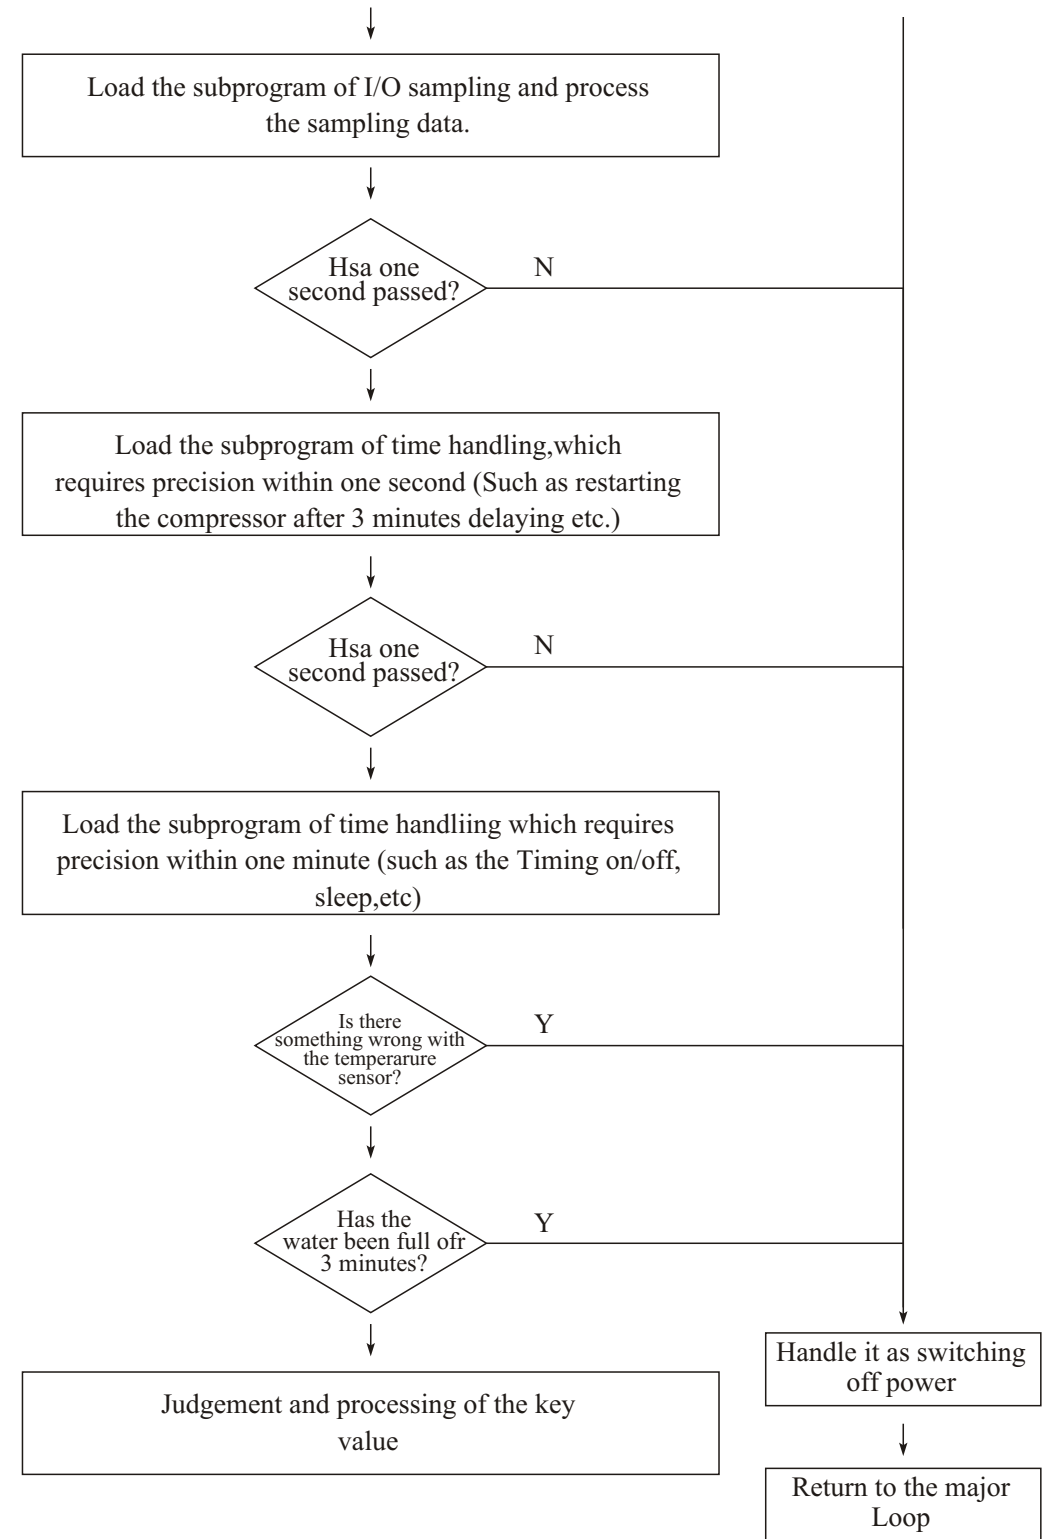 Load the subprogram of I/O sampling and process
the sampling data.
Hsa one
second passed?
N
Load the subprogram of time handling,which
requires precision within one second (Such as restarting
the compressor after 3 minutes delaying etc.)
Hsa one
second passed?
N
Load the subprogram of time handliing which requires
precision within one minute (such as the Timing on/off,
sleep,etc)
Is there
something wrong with
the temperarure
sensor?
Y
Has the
water been full ofr
3 minutes?
Y
Handle it as switching
off power
Judgement and processing of the key
value
Return to the major
Loop